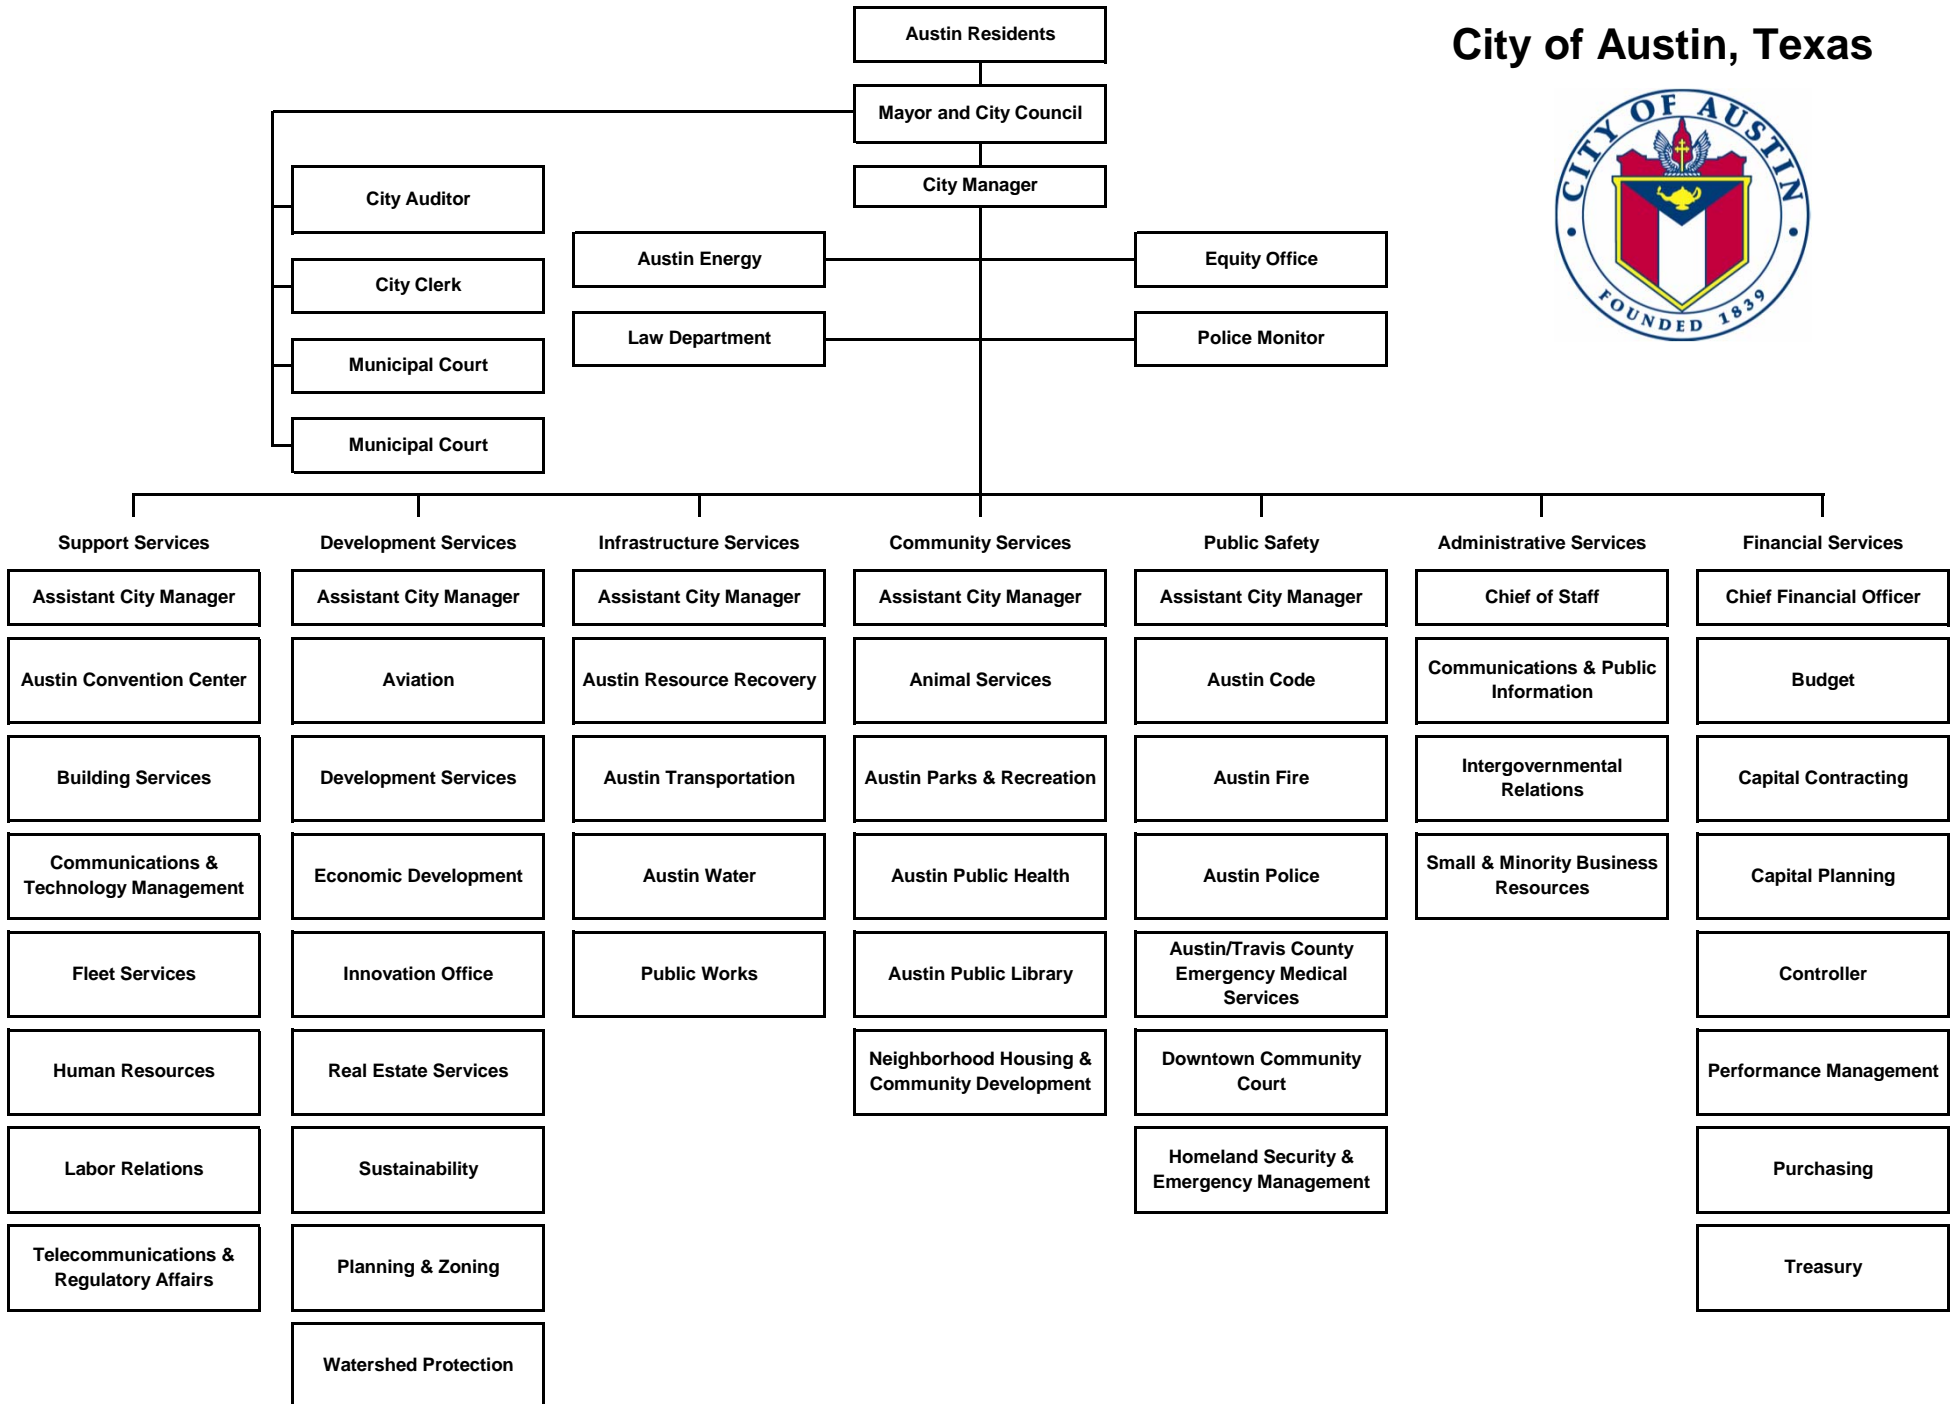 Austin Residents
City of Austin, Texas
CITY OF AUSTIN
FOUNDED 1839
Mayor and City Council
City Manager
City Auditor
City Clerk
Municipal Court
Municipal Court
Austin Energy
Equity Office
Law Department
Police Monitor
Support Services
Assistant City Manager
Austin Convention Center
Building Services
Communications &
Technology Management
Fleet Services
Human Resources
Labor Relations
Telecommunications &
Regulatory Affairs
Development Services
Assistant City Manager
Aviation
Development Services
Economic Development
Innovation Office
Real Estate Services
Sustainability
Planning & Zoning
Watershed Protection
Infrastructure Services
Assistant City Manager
Austin Resource Recovery
Austin Transportation
Austin Water
Public Works
Community Services
Assistant City Manager
Animal Services
Austin Parks & Recreation
Austin Public Health
Austin Public Library
Neighborhood Housing &
Community Development
Public Safety
Assistant City Manager
Austin Code
Austin Fire
Austin Police
Austin/Travis County
Emergency Medical
Services
Downtown Community
Court
Homeland Security &
Emergency Management
Administrative Services
Chief of Staff
Communications & Public
Information
Intergovernmental
Relations
Small & Minority Business
Resources
Financial Services
Chief Financial Officer
Budget
Capital Contracting
Capital Planning
Controller
Performance Management
Purchasing
Treasury